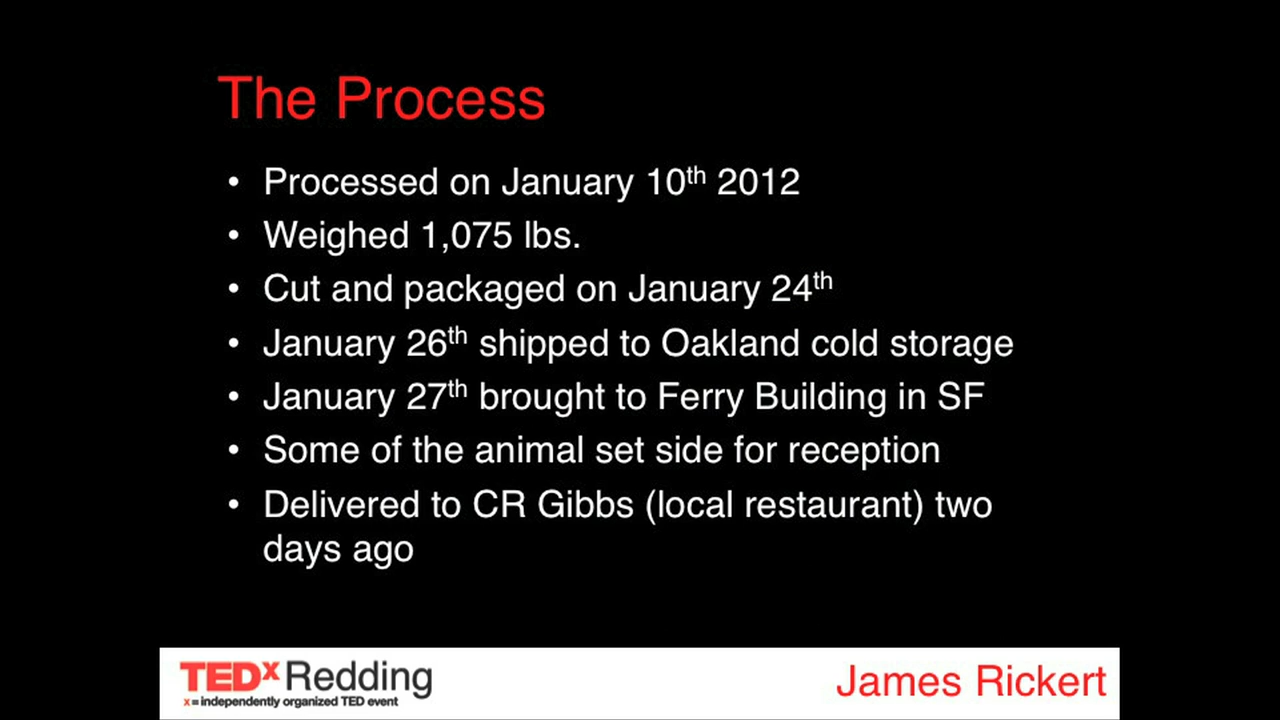 The Process
• Processed on January 10th 2012
• Weighed 1,075 lbs.
• Cut and packaged on January 24th
• January 26th shipped to Oakland cold storage
• January 27th brought to Ferry Building in SF
• Some of the animal set side for reception
• Delivered to CR Gibbs (local restaurant) two
days ago
TEDx Redding
x = independently organized TED event
James Rickert